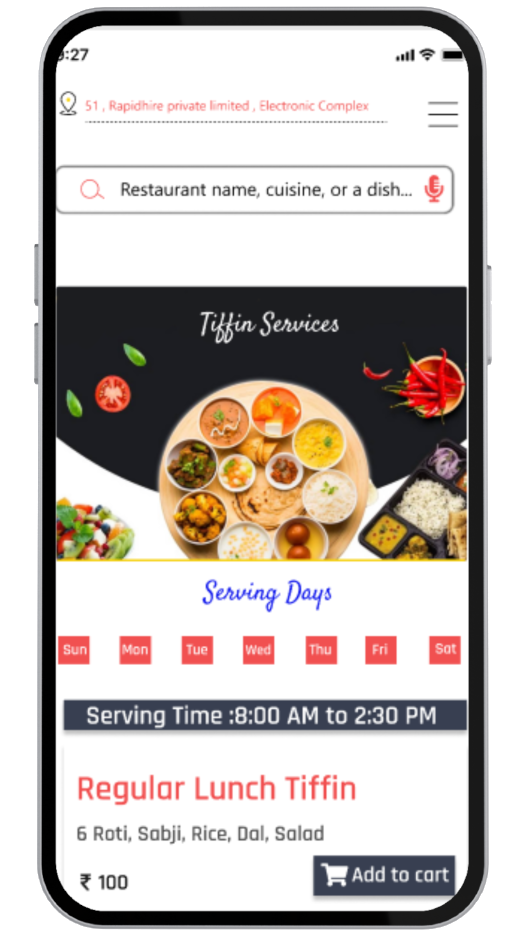 9:27
51 , Rapidhire private limited , Electronic Complex
Restaurant name, cuisine, or a dish...
Tiffin Services
Serving Days
Sun Mon Tue Wed Thu Fri Sat
Serving Time :8:00 AM to 2:30 PM
Regular Lunch Tiffin
6 Roti, Sabji, Rice, Dal, Salad
₹ 100
Add to cart